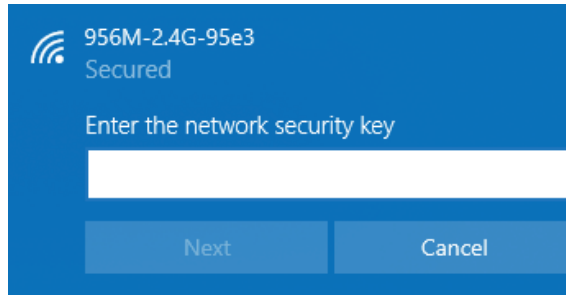 956M-2.4G-95e3
Secured
Enter the network security key
Next
Cancel